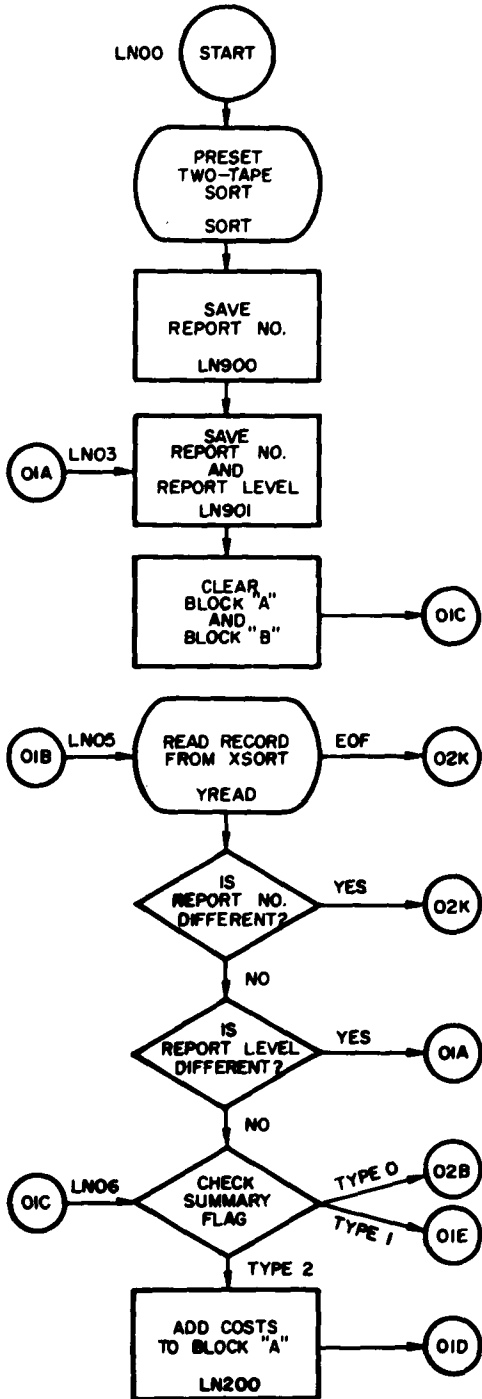 LN00 START
PRESET
TWO-TAPE
SORT
SORT
SAVE
REPORT NO.
LN900
01A LN03
SAVE
REPORT NO.
AND
REPORT LEVEL
LN901
CLEAR
BLOCK "A"
AND
BLOCK "B"
01C
01B LN05
READ RECORD
FROM XSORT
YREAD
EOF 02K
IS
REPORT NO.
DIFFERENT?
YES 02K
NO
IS
REPORT LEVEL
DIFFERENT?
YES 01A
NO
01C LN06
CHECK
SUMMARY
FLAG
TYPE 0 02B
TYPE 1 01E
TYPE 2
ADD COSTS
TO BLOCK "A"
LN200
01D